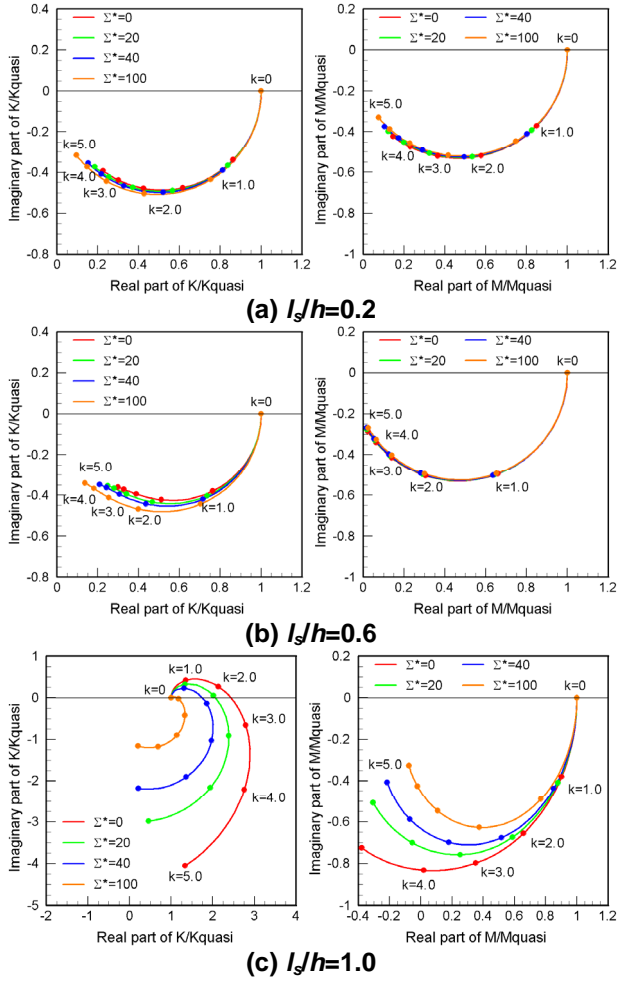 0.4
Σ*=0
Σ*=20
Σ*=40
Σ*=100
0.2
0
-0.2
-0.4
-0.6
-0.8
Imaginary part of K/Kquasi
k=0
k=5.0
k=4.0
k=3.0
k=2.0
k=1.0
0 0.2 0.4 0.6 0.8 1 1.2
Real part of K/Kquasi
0.2
Σ*=0 Σ*=40
Σ*=20 Σ*=100
0
-0.2
-0.4
-0.6
-0.8
-1
Imaginary part of M/Mquasi
k=0
k=5.0
k=4.0
k=3.0
k=2.0
k=1.0
0 0.2 0.4 0.6 0.8 1 1.2
Real part of M/Mquasi
(a) ls/h=0.2
0.4
Σ*=0
Σ*=20
Σ*=40
Σ*=100
0.2
0
-0.2
-0.4
-0.6
-0.8
Imaginary part of K/Kquasi
k=0
k=5.0
k=4.0
k=3.0
k=2.0
k=1.0
0 0.2 0.4 0.6 0.8 1 1.2
Real part of K/Kquasi
0.2
Σ*=0 Σ*=40
Σ*=20 Σ*=100
0
-0.2
-0.4
-0.6
-0.8
-1
Imaginary part of M/Mquasi
k=0
k=5.0
k=4.0
k=3.0
k=2.0
k=1.0
0 0.2 0.4 0.6 0.8 1 1.2
Real part of M/Mquasi
(b) ls/h=0.6
1
0
-1
-2
-3
-4
-5
Imaginary part of K/Kquasi
k=1.0
k=0
k=2.0
k=3.0
k=4.0
k=5.0
Σ*=0
Σ*=20
Σ*=40
Σ*=100
-2 -1 0 1 2 3 4
Real part of K/Kquasi
0.2
Σ*=0 Σ*=40
Σ*=20 Σ*=100
0
-0.2
-0.4
-0.6
-0.8
-1
Imaginary part of M/Mquasi
k=0
k=5.0
k=1.0
k=2.0
k=3.0
k=4.0
-0.4 -0.2 0 0.2 0.4 0.6 0.8 1 1.2
Real part of M/Mquasi
(c) ls/h=1.0